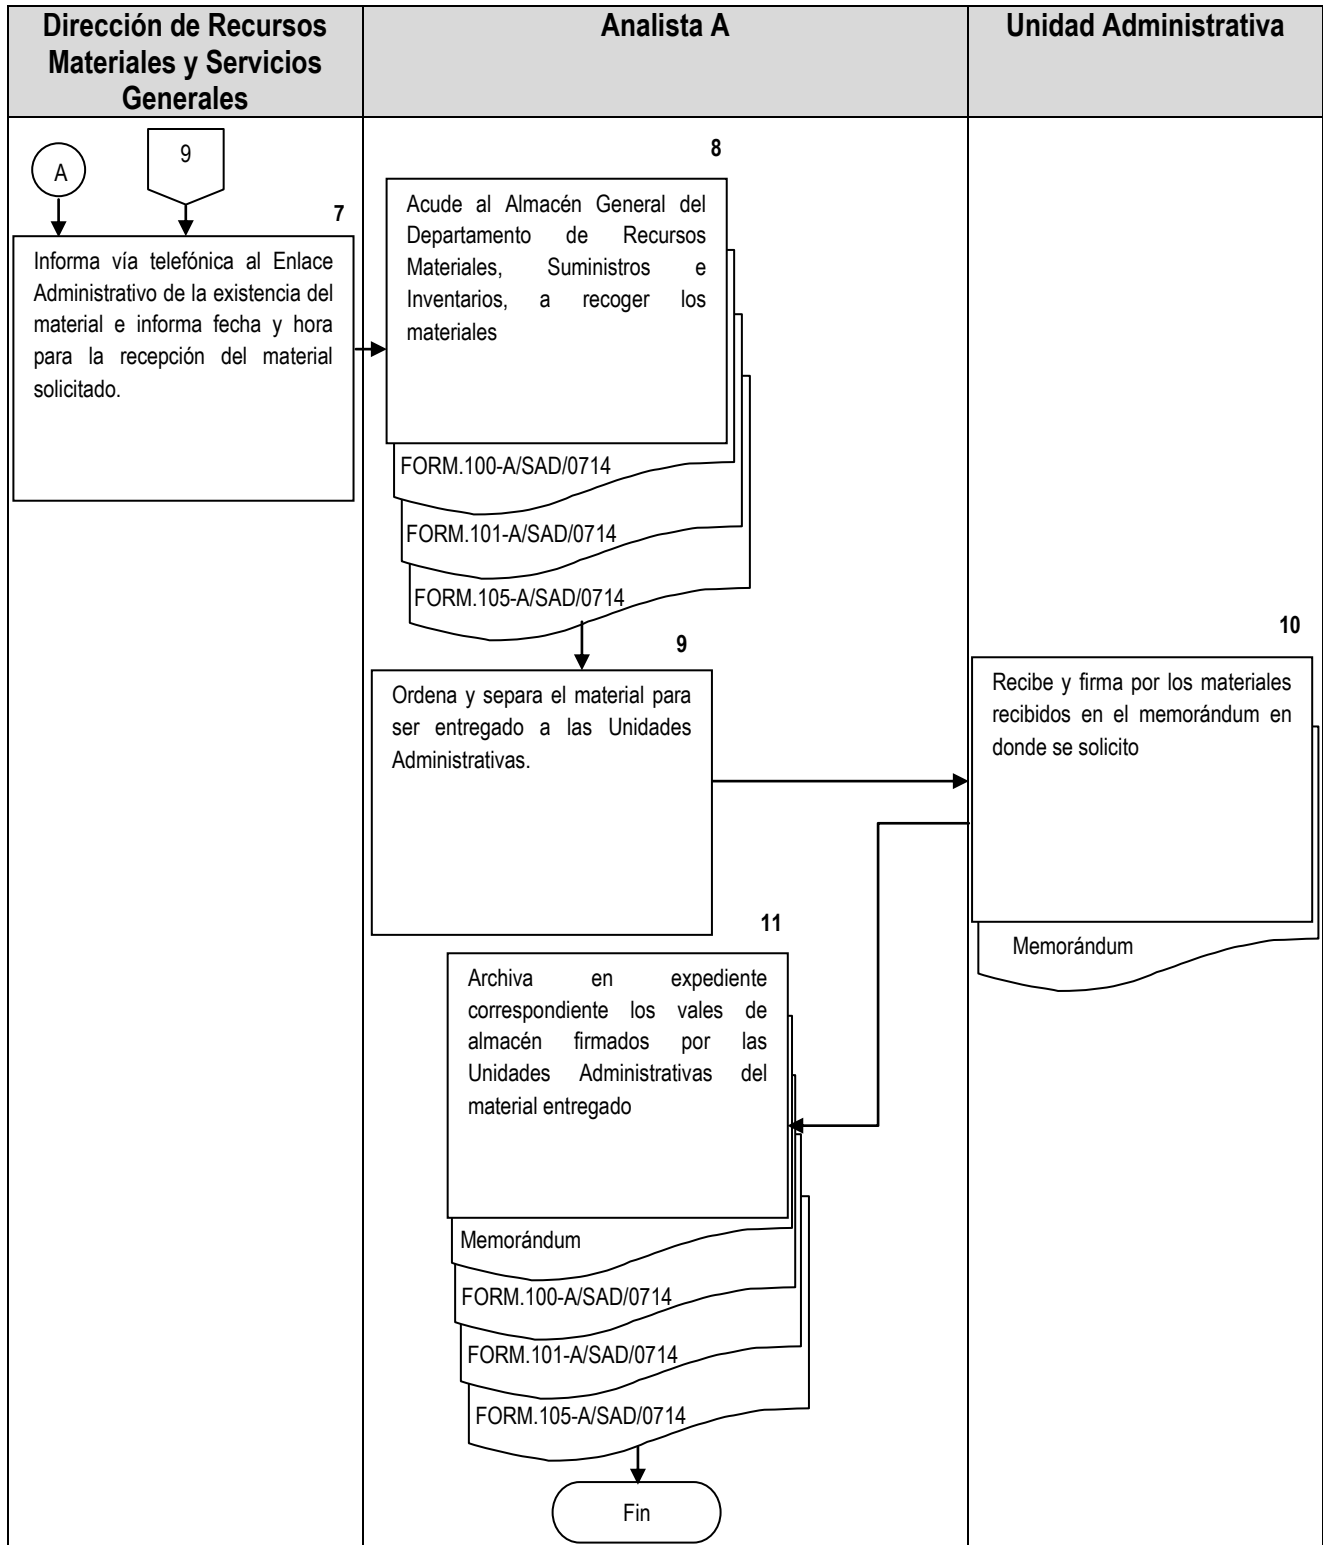 Dirección de Recursos
Materiales y Servicios
Generales
Analista A
Unidad Administrativa
A
9
7
Informa vía telefónica al Enlace
Administrativo de la existencia del
material e informa fecha y hora
para la recepción del material
solicitado.
8
Acude al Almacén General del
Departamento de Recursos
Materiales, Suministros e
Inventarios, a recoger los
materiales
FORM.100-A/SAD/0714
FORM.101-A/SAD/0714
FORM.105-A/SAD/0714
9
Ordena y separa el material para
ser entregado a las Unidades
Administrativas.
10
Recibe y firma por los materiales
recibidos en el memorándum en
donde se solicito
Memorándum
11
Archiva en expediente
correspondiente los vales de
almacén firmados por las
Unidades Administrativas del
material entregado
Memorándum
FORM.100-A/SAD/0714
FORM.101-A/SAD/0714
FORM.105-A/SAD/0714
Fin